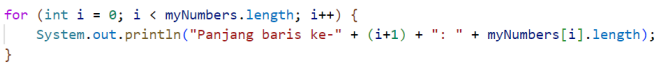 for (int i = 0; i < myNumbers.length; i++) {
    System.out.println("Panjang baris ke-" + (i+1) + ": " + myNumbers[i].length);
}